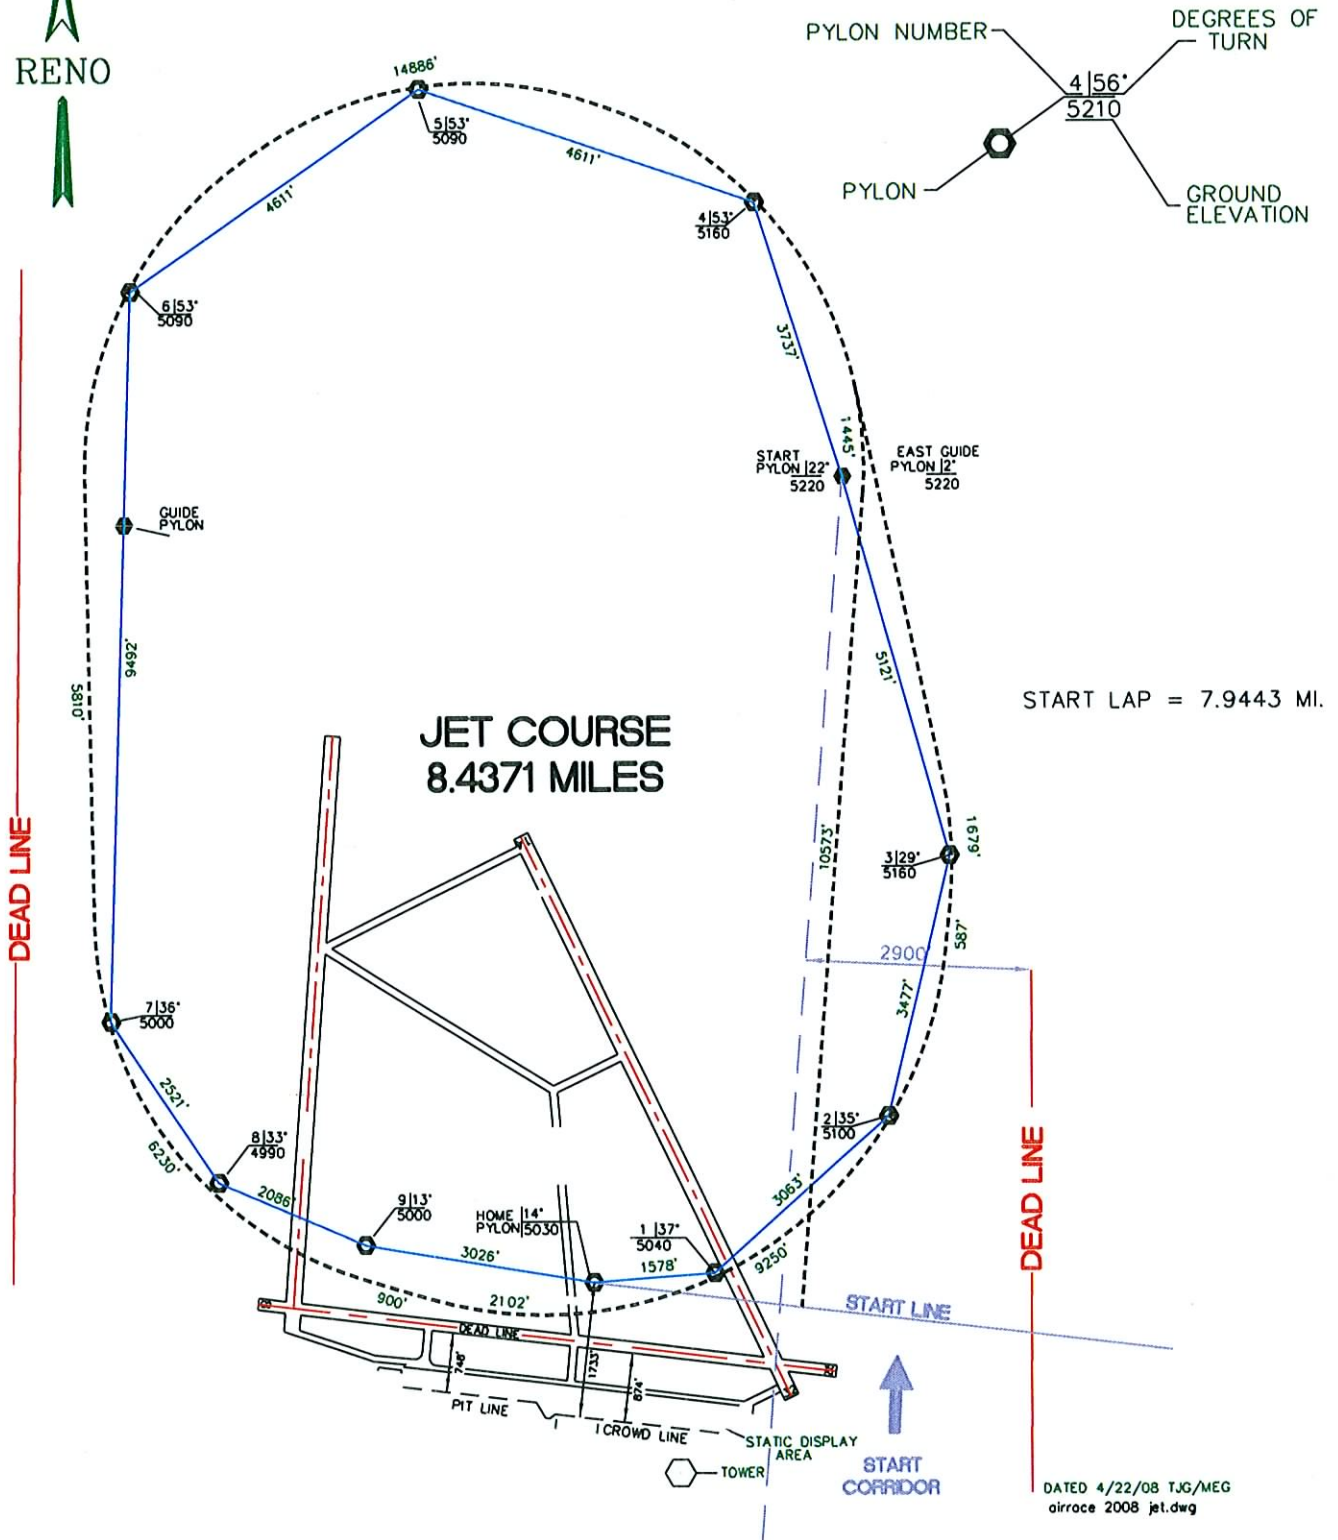 RENO
PYLON NUMBER
DEGREES OF
TURN
4|56°
5210
PYLON
GROUND
ELEVATION
14886'
5|53°
5090
4611'
4611'
4|53°
5160
6|53°
5090
3737'
1445'
START
PYLON|22°
5220
EAST GUIDE
PYLON|2°
5220
GUIDE
PYLON
9492'
5810'
5121'
START LAP = 7.9443 MI.
JET COURSE
8.4371 MILES
DEAD LINE
10573'
1679'
3|29°
5160
587'
2900'
3477'
7|36°
5000
2521'
2|35°
5100
8|33°
4990
6230'
2086'
3063'
9|13°
5000
HOME |14°
PYLON|5030
1 |37°
5040
3026'
1578'
9250'
DEAD LINE
900'
2102'
START LINE
DEAD LINE
748'
1733'
874'
PIT LINE
CROWD LINE
STATIC DISPLAY
AREA
TOWER
START
CORRIDOR
DATED 4/22/08 TJG/MEG
airrace 2008 jet.dwg